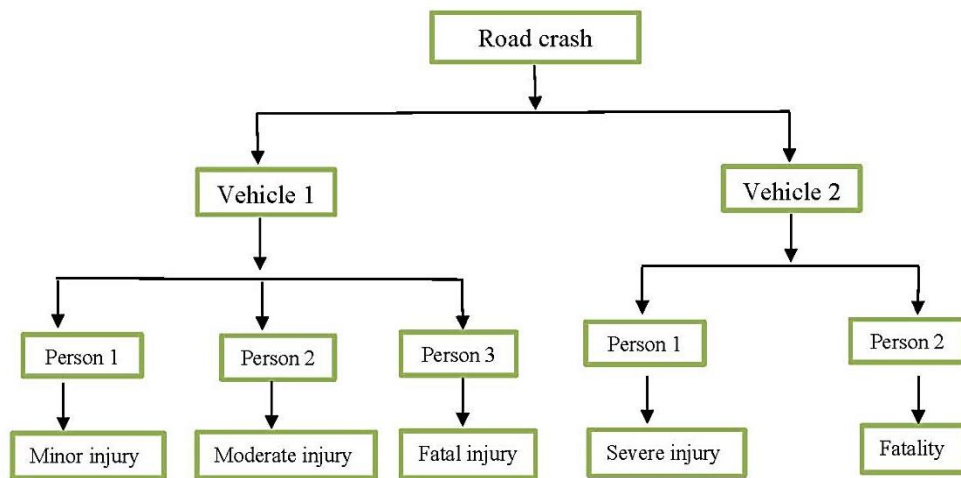 Road crash
Vehicle 1
Vehicle 2
Person 1
Person 2
Person 3
Person 1
Person 2
Minor injury
Moderate injury
Fatal injury
Severe injury
Fatality